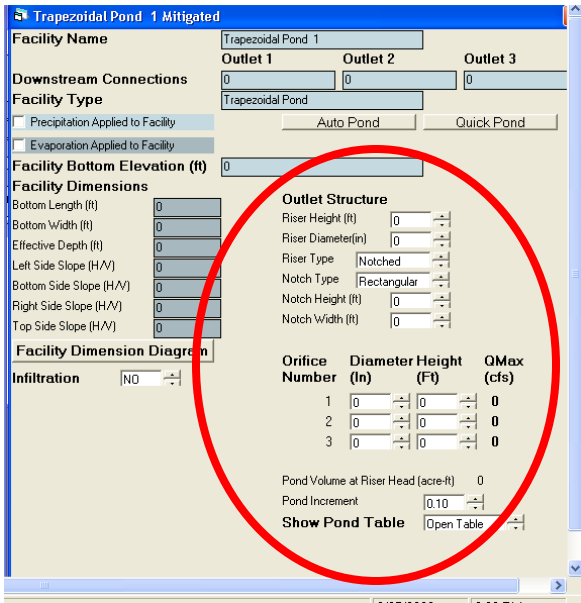 Trapezoidal Pond 1 Mitigated
Facility Name Trapezoidal Pond 1
Outlet 1 Outlet 2 Outlet 3
Downstream Connections 0 0 0
Facility Type Trapezoidal Pond
Precipitation Applied to Facility Auto Pond Quick Pond
Evaporation Applied to Facility
Facility Bottom Elevation (ft) 0
Facility Dimensions
Bottom Length (ft) 0
Bottom Width (ft) 0
Effective Depth (ft) 0
Left Side Slope (H/V) 0
Bottom Side Slope (H/V) 0
Right Side Slope (H/V) 0
Top Side Slope (H/V) 0
Facility Dimension Diagram
Infiltration NO
Outlet Structure
Riser Height (ft) 0
Riser Diameter(in) 0
Riser Type Notched
Notch Type Rectangular
Notch Height (ft) 0
Notch Width (ft) 0
Orifice Diameter Height QMax
Number (In) (Ft) (cfs)
1 0 0 0
2 0 0 0
3 0 0 0
Pond Volume at Riser Head (acre-ft) 0
Pond Increment 0.10
Show Pond Table Open Table